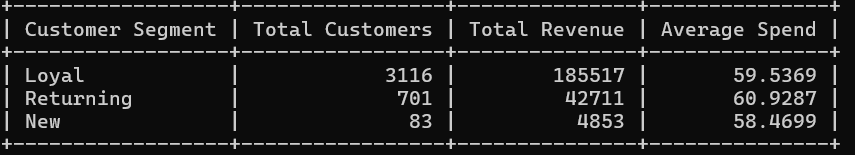 +------------------+-----------------+---------------+---------------+
| Customer Segment | Total Customers | Total Revenue | Average Spend |
+------------------+-----------------+---------------+---------------+
| Loyal            |            3116 |        185517 |       59.5369 |
| Returning        |             701 |         42711 |       60.9287 |
| New              |              83 |          4853 |       58.4699 |
+------------------+-----------------+---------------+---------------+